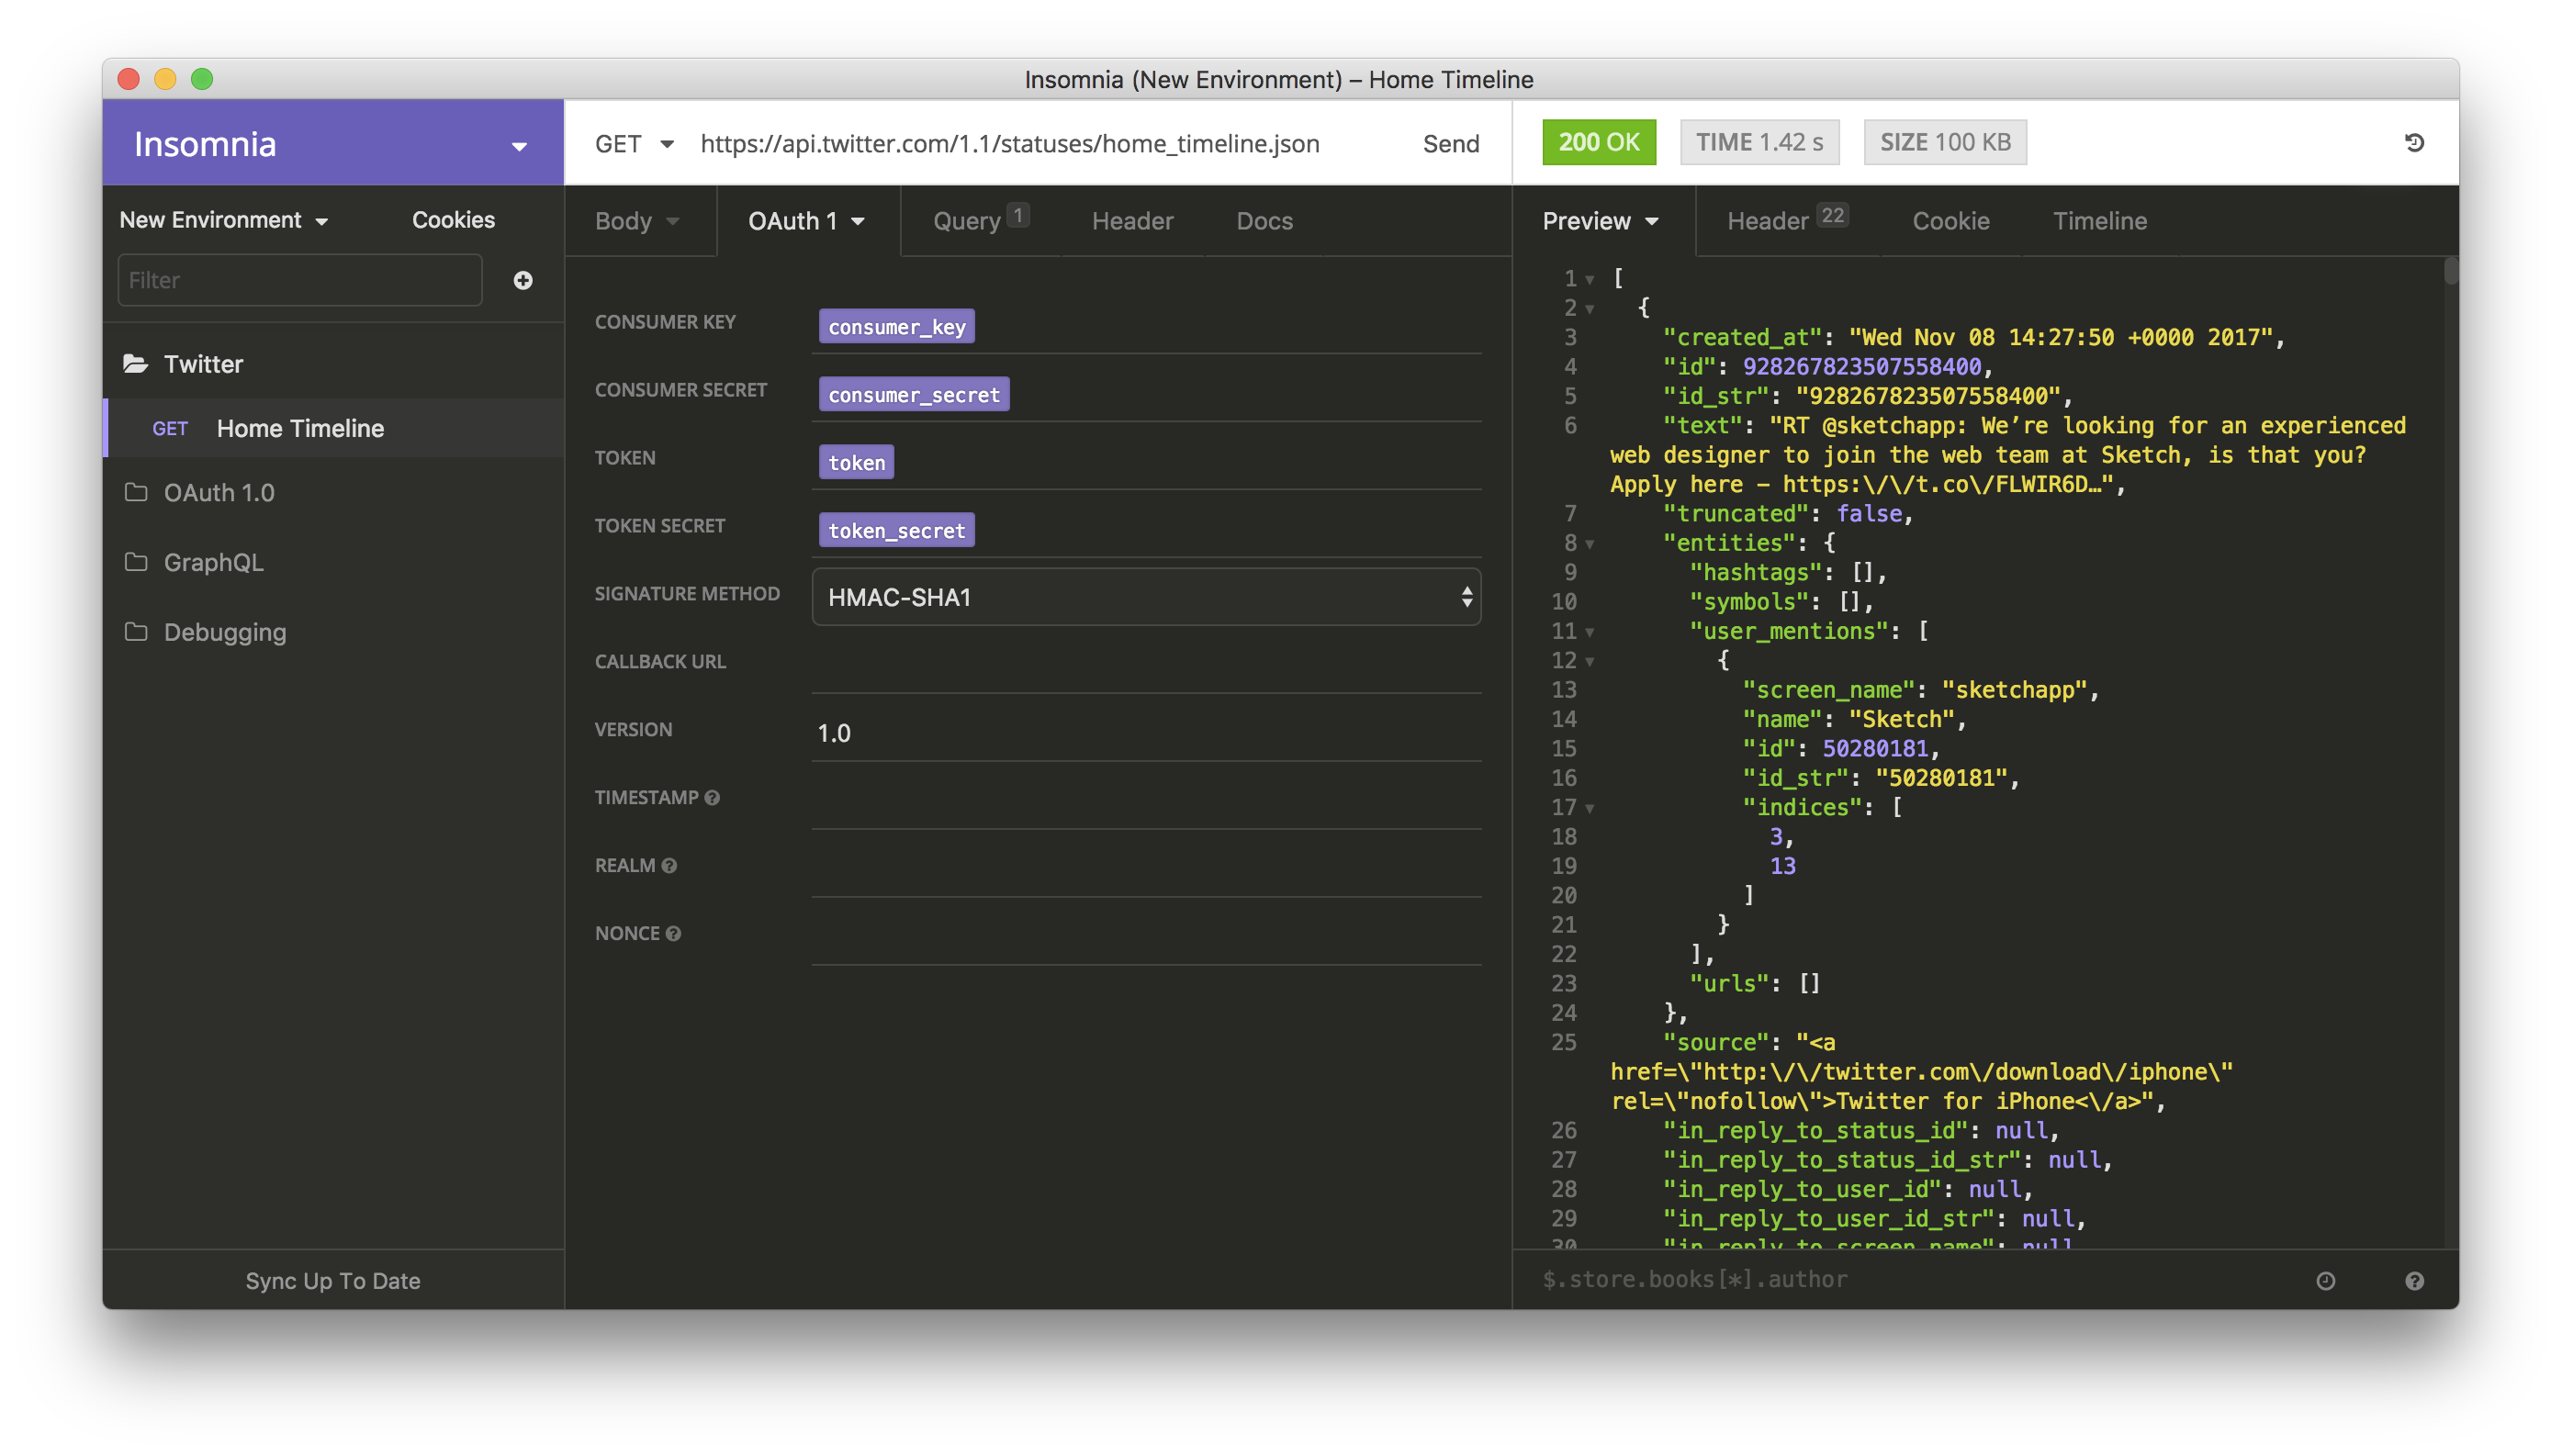 Insomnia (New Environment) – Home Timeline
Insomnia
New Environment
Cookies
Filter
Twitter
GET Home Timeline
OAuth 1.0
GraphQL
Debugging
Sync Up To Date
GET https://api.twitter.com/1.1/statuses/home_timeline.json Send
Body OAuth 1 Query 1 Header Docs
CONSUMER KEY consumer_key
CONSUMER SECRET consumer_secret
TOKEN token
TOKEN SECRET token_secret
SIGNATURE METHOD HMAC-SHA1
CALLBACK URL
VERSION 1.0
TIMESTAMP
REALM
NONCE
200 OK TIME 1.42 s SIZE 100 KB
Preview Header 22 Cookie Timeline
1 [
2 {
3 "created_at": "Wed Nov 08 14:27:50 +0000 2017",
4 "id": 928267823507558400,
5 "id_str": "928267823507558400",
6 "text": "RT @sketchapp: We’re looking for an experienced
web designer to join the web team at Sketch, is that you?
Apply here – https:\/\/t.co\/FLWIR6D…",
7 "truncated": false,
8 "entities": {
9 "hashtags": [],
10 "symbols": [],
11 "user_mentions": [
12 {
13 "screen_name": "sketchapp",
14 "name": "Sketch",
15 "id": 50280181,
16 "id_str": "50280181",
17 "indices": [
18 3,
19 13
20 ]
21 }
22 ],
23 "urls": []
24 },
25 "source": "<a
href=\"http:\/\/twitter.com\/download\/iphone\"
rel=\"nofollow\">Twitter for iPhone<\/a>",
26 "in_reply_to_status_id": null,
27 "in_reply_to_status_id_str": null,
28 "in_reply_to_user_id": null,
29 "in_reply_to_user_id_str": null,
30 "in_reply_to_screen_name": null
$.store.books[*].author